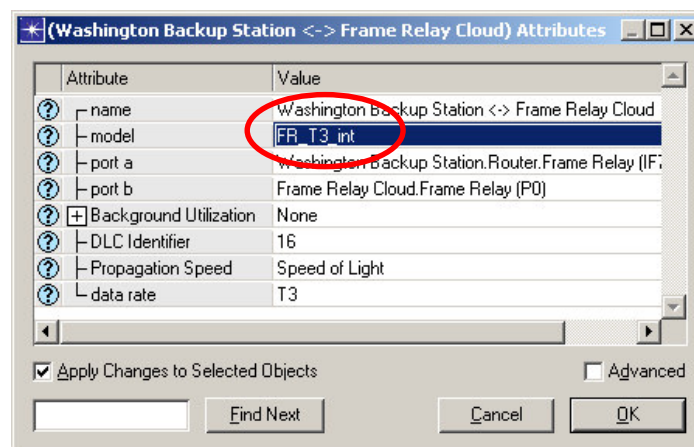 (Washington Backup Station <-> Frame Relay Cloud) Attributes
Attribute Value
name Washington Backup Station <-> Frame Relay Cloud
model FR_T3_int
port a Washington Backup Station.Router.Frame Relay (IF7
port b Frame Relay Cloud.Frame Relay (P0)
Background Utilization None
DLC Identifier 16
Propagation Speed Speed of Light
data rate T3
Apply Changes to Selected Objects Advanced
Find Next Cancel OK